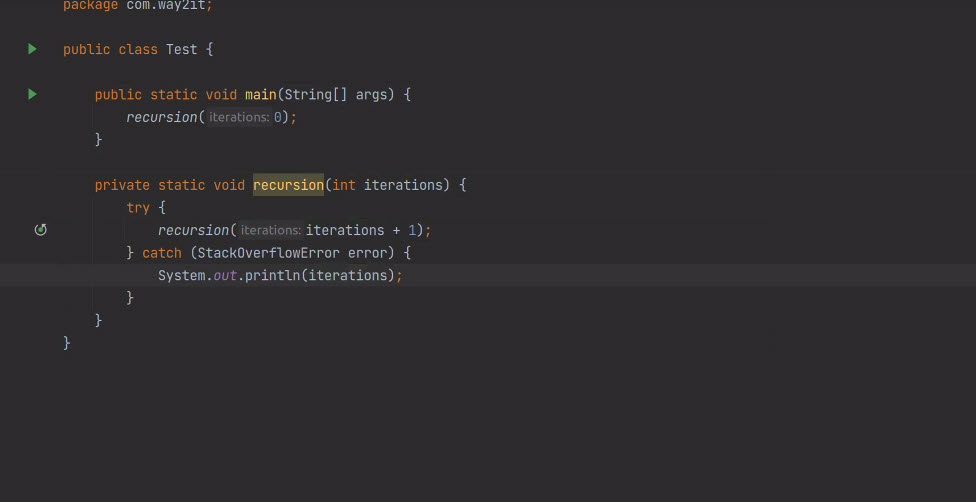 package com.way2it;
public class Test {
public static void main(String[] args) {
recursion( iterations: 0);
}
private static void recursion(int iterations) {
try {
recursion( iterations: iterations + 1);
} catch (StackOverflowError error) {
System.out.println(iterations);
}
}
}